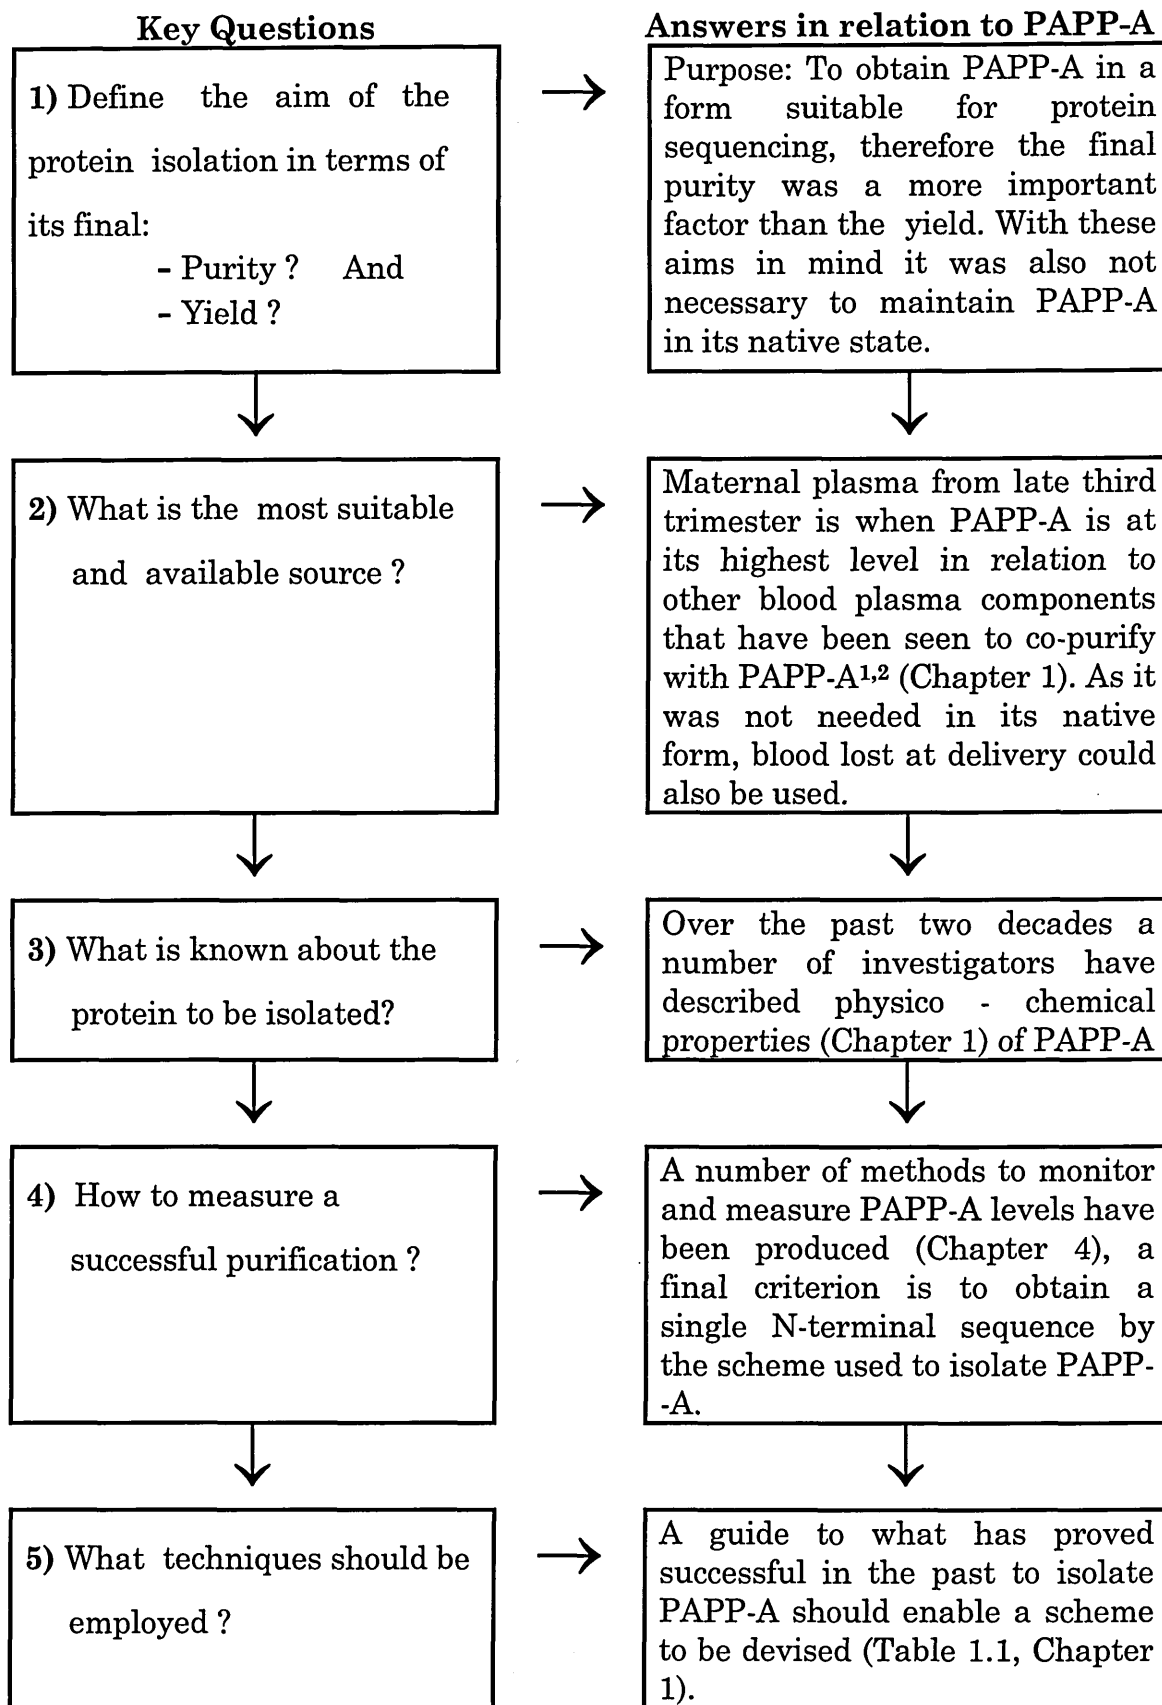 Key Questions
Answers in relation to PAPP-A
1) Define the aim of the
protein isolation in terms of
its final:
- Purity ? And
- Yield ?
Purpose: To obtain PAPP-A in a
form suitable for protein
sequencing, therefore the final
purity was a more important
factor than the yield. With these
aims in mind it was also not
necessary to maintain PAPP-A
in its native state.
2) What is the most suitable
and available source ?
Maternal plasma from late third
trimester is when PAPP-A is at
its highest level in relation to
other blood plasma components
that have been seen to co-purify
with PAPP-A1,2 (Chapter 1). As it
was not needed in its native
form, blood lost at delivery could
also be used.
3) What is known about the
protein to be isolated?
Over the past two decades a
number of investigators have
described physico - chemical
properties (Chapter 1) of PAPP-A
4) How to measure a
successful purification ?
A number of methods to monitor
and measure PAPP-A levels have
been produced (Chapter 4), a
final criterion is to obtain a
single N-terminal sequence by
the scheme used to isolate PAPP-
-A.
5) What techniques should be
employed ?
A guide to what has proved
successful in the past to isolate
PAPP-A should enable a scheme
to be devised (Table 1.1, Chapter
1).